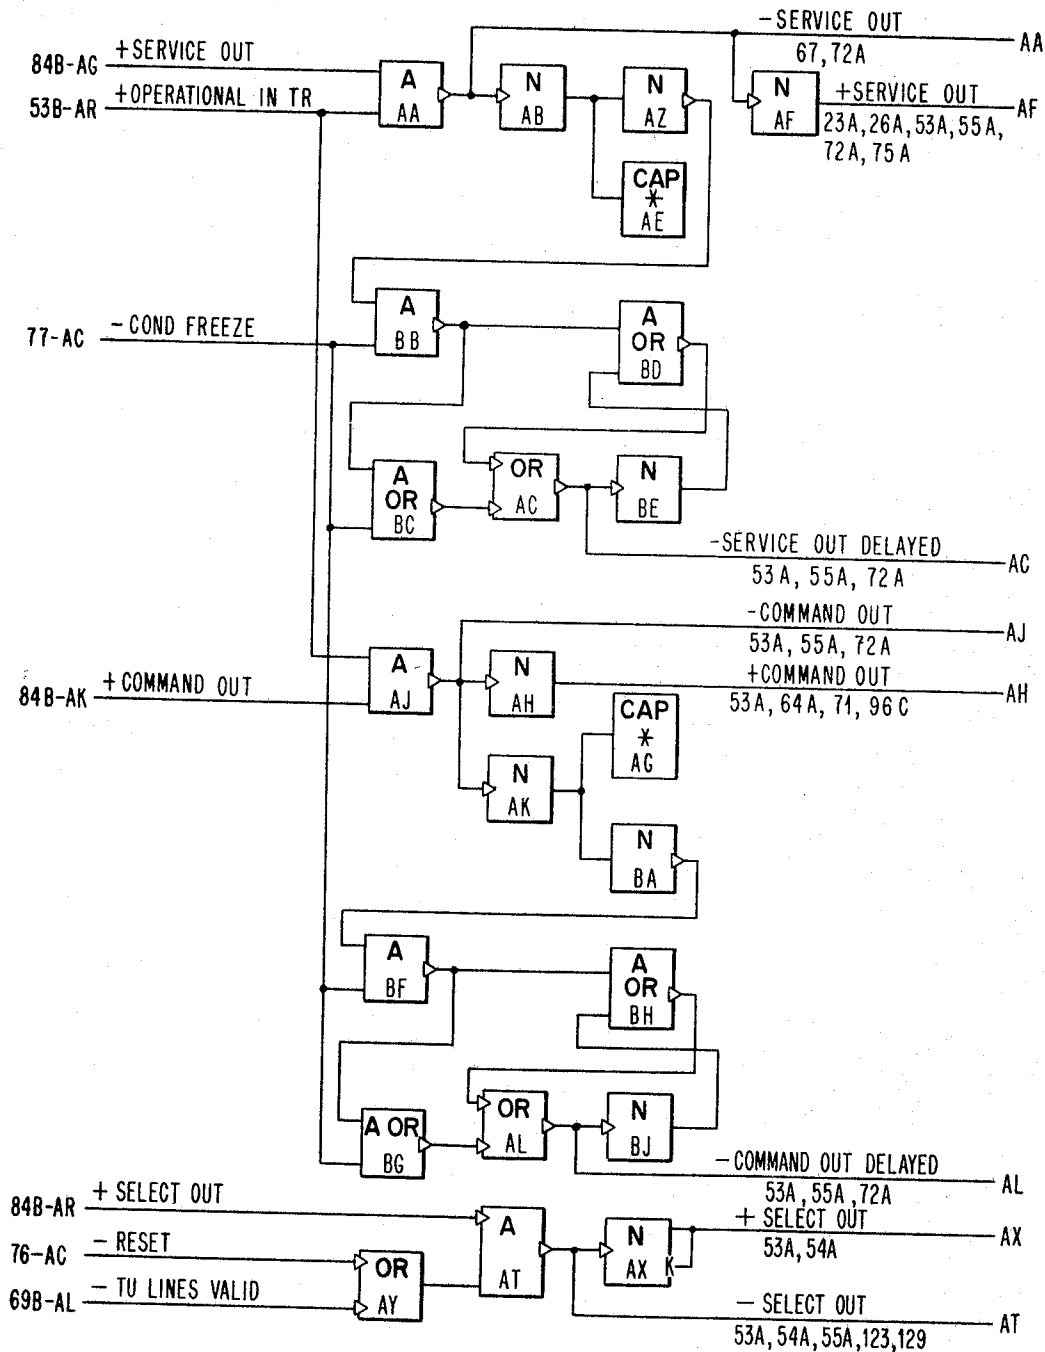 -SERVICE OUT
AA
67,72A
84B-AG
+SERVICE OUT
A
AA
N
AB
N
AZ
N
AF
+SERVICE OUT
AF
23A,26A,53A,55A,
72A,75A
53B-AR
+OPERATIONAL IN TR
CAP
*
AE
77-AC
-COND FREEZE
A
BB
A
OR
BD
A
OR
BC
OR
AC
N
BE
-SERVICE OUT DELAYED
AC
53A, 55A, 72A
-COMMAND OUT
AJ
53A, 55A, 72A
84B-AK
+COMMAND OUT
A
AJ
N
AH
+COMMAND OUT
AH
53A, 64A, 71, 96C
CAP
*
AG
N
AK
N
BA
A
BF
A
OR
BH
A OR
BG
OR
AL
N
BJ
-COMMAND OUT DELAYED
AL
53A,55A,72A
84B-AR
+ SELECT OUT
A
AT
N
AX K
+ SELECT OUT
AX
53A, 54A
76-AC
- RESET
OR
AY
69B-AL
- TU LINES VALID
- SELECT OUT
AT
53A,54A,55A,123,129